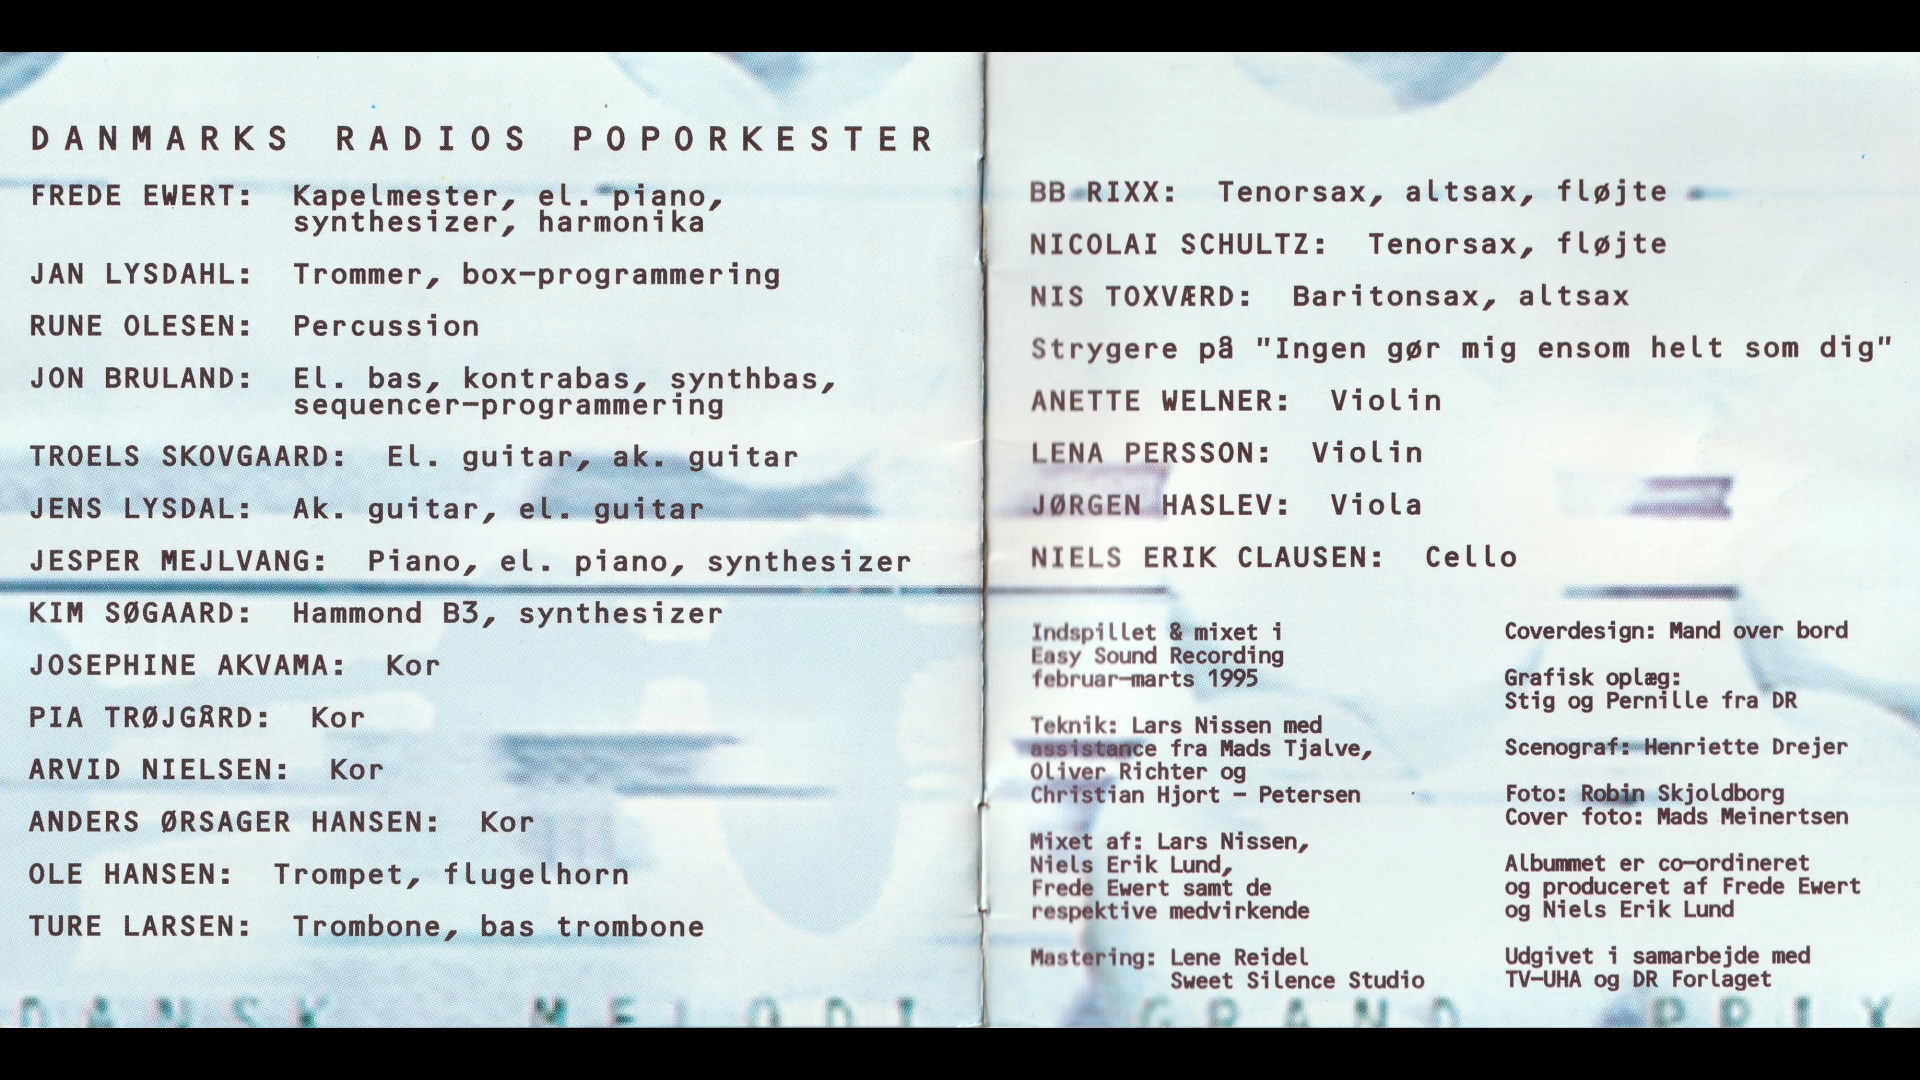 DANMARKS RADIOS POPORKESTER
FREDE EWERT: Kapelmester, el. piano,
synthesizer, harmonika
JAN LYSDAHL: Trommer, box-programmering
RUNE OLESEN: Percussion
JON BRULAND: El. bas, kontrabas, synthbas,
sequencer-programmering
TROELS SKOVGAARD: El. guitar, ak. guitar
JENS LYSDAL: Ak. guitar, el. guitar
JESPER MEJLVANG: Piano, el. piano, synthesizer
KIM SØGAARD: Hammond B3, synthesizer
JOSEPHINE AKVAMA: Kor
PIA TRØJGÅRD: Kor
ARVID NIELSEN: Kor
ANDERS ØRSAGER HANSEN: Kor
OLE HANSEN: Trompet, flugelhorn
TURE LARSEN: Trombone, bas trombone
BB RIXX: Tenorsax, altsax, fløjte
NICOLAI SCHULTZ: Tenorsax, fløjte
NIS TOXVÆRD: Baritonsax, altsax
Strygere på "Ingen gør mig ensom helt som dig"
ANETTE WELNER: Violin
LENA PERSSON: Violin
JØRGEN HASLEV: Viola
NIELS ERIK CLAUSEN: Cello
Indspillet & mixet i
Easy Sound Recording
februar-marts 1995
Teknik: Lars Nissen med
assistance fra Mads Tjalve,
Oliver Richter og
Christian Hjort - Petersen
Mixet af: Lars Nissen,
Niels Erik Lund,
Frede Ewert samt de
respektive medvirkende
Mastering: Lene Reidel
Sweet Silence Studio
Coverdesign: Mand over bord
Grafisk oplæg:
Stig og Pernille fra DR
Scenograf: Henriette Drejer
Foto: Robin Skjoldborg
Cover foto: Mads Meinertsen
Albummet er co-ordineret
og produceret af Frede Ewert
og Niels Erik Lund
Udgivet i samarbejde med
TV-UHA og DR Forlaget
DANSK MELODI GRAND PRIX